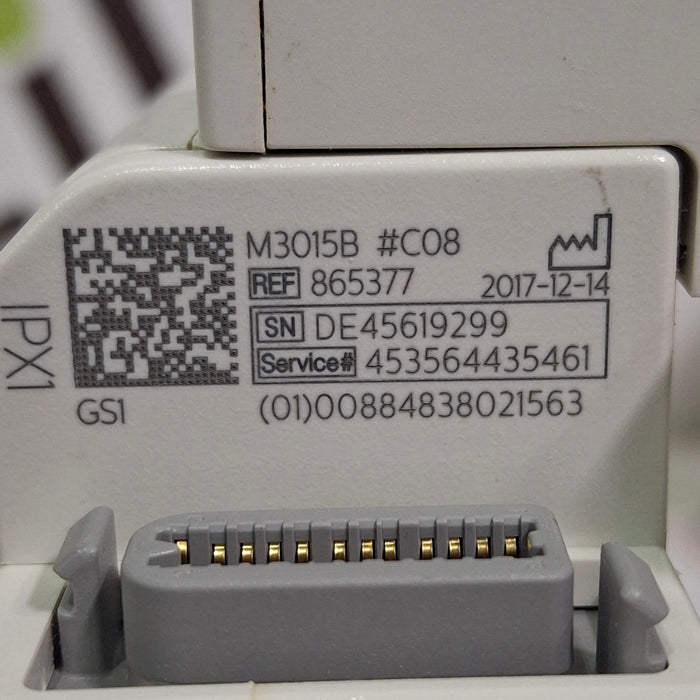 M3015B #C08
REF 865377 2017-12-14
SN DE45619299
Service# 453564435461
GS1 (01)00884838021563
IPX1